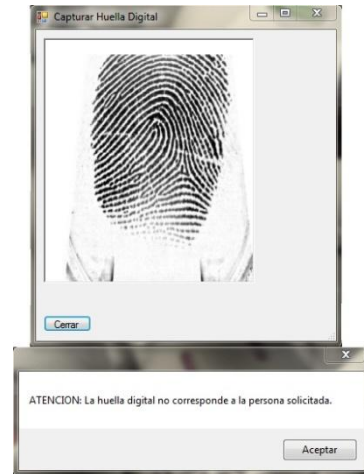 Capturar Huella Digital
Cerrar
ATENCION: La huella digital no corresponde a la persona solicitada.
Aceptar